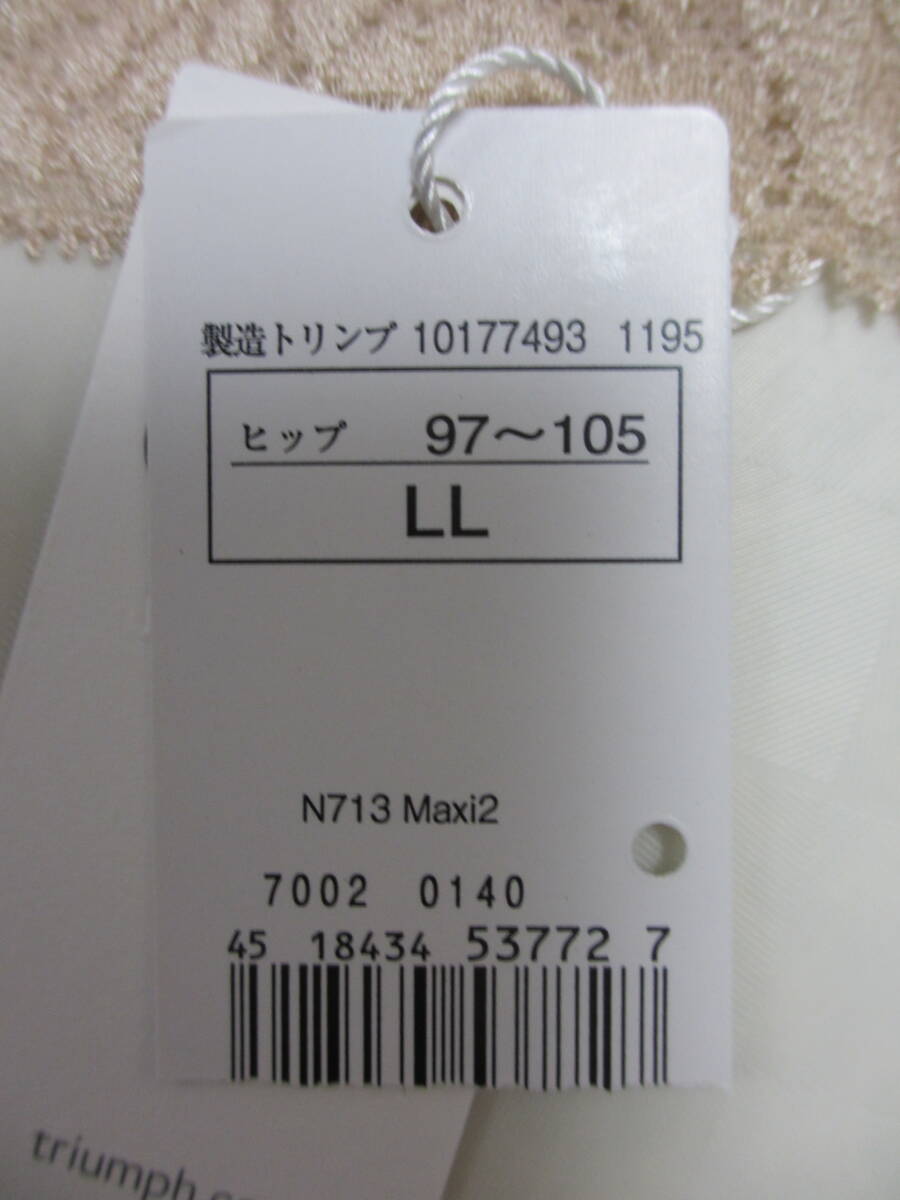 製造トリンプ 10177493 1195
ヒップ 97～105
LL
N713 Maxi2
7002 0140
45 18434 53772 7
triumph